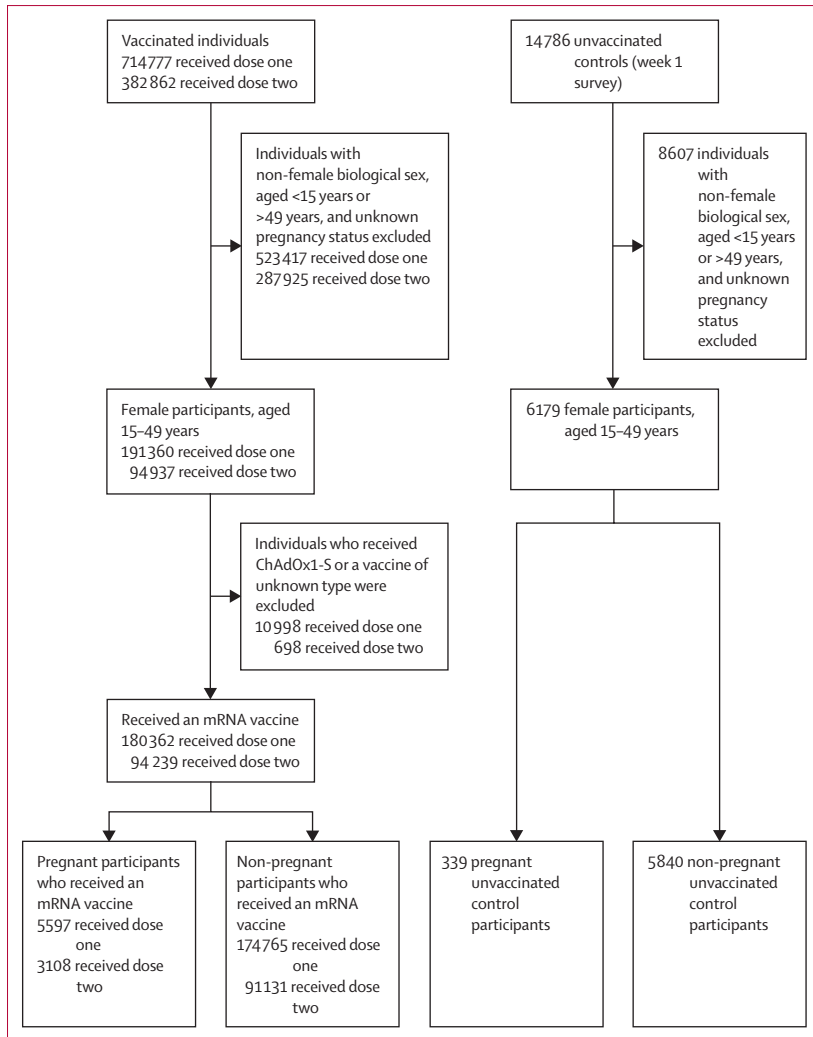 Vaccinated individuals
714777 received dose one
382862 received dose two
14786 unvaccinated
controls (week 1
survey)
Individuals with
non-female biological sex,
aged <15 years or
>49 years, and unknown
pregnancy status excluded
523417 received dose one
287925 received dose two
8607 individuals
with
non-female
biological sex,
aged <15 years
or >49 years,
and unknown
pregnancy
status
excluded
Female participants, aged
15–49 years
191360 received dose one
94937 received dose two
6179 female participants,
aged 15–49 years
Individuals who received
ChAdOx1-S or a vaccine of
unknown type were
excluded
10998 received dose one
698 received dose two
Received an mRNA vaccine
180362 received dose one
94239 received dose two
Pregnant participants
who received an
mRNA vaccine
5597 received dose
one
3108 received dose
two
Non-pregnant
participants who
received an mRNA
vaccine
174765 received dose
one
91131 received dose
two
339 pregnant
unvaccinated
control
participants
5840 non-pregnant
unvaccinated
control
participants